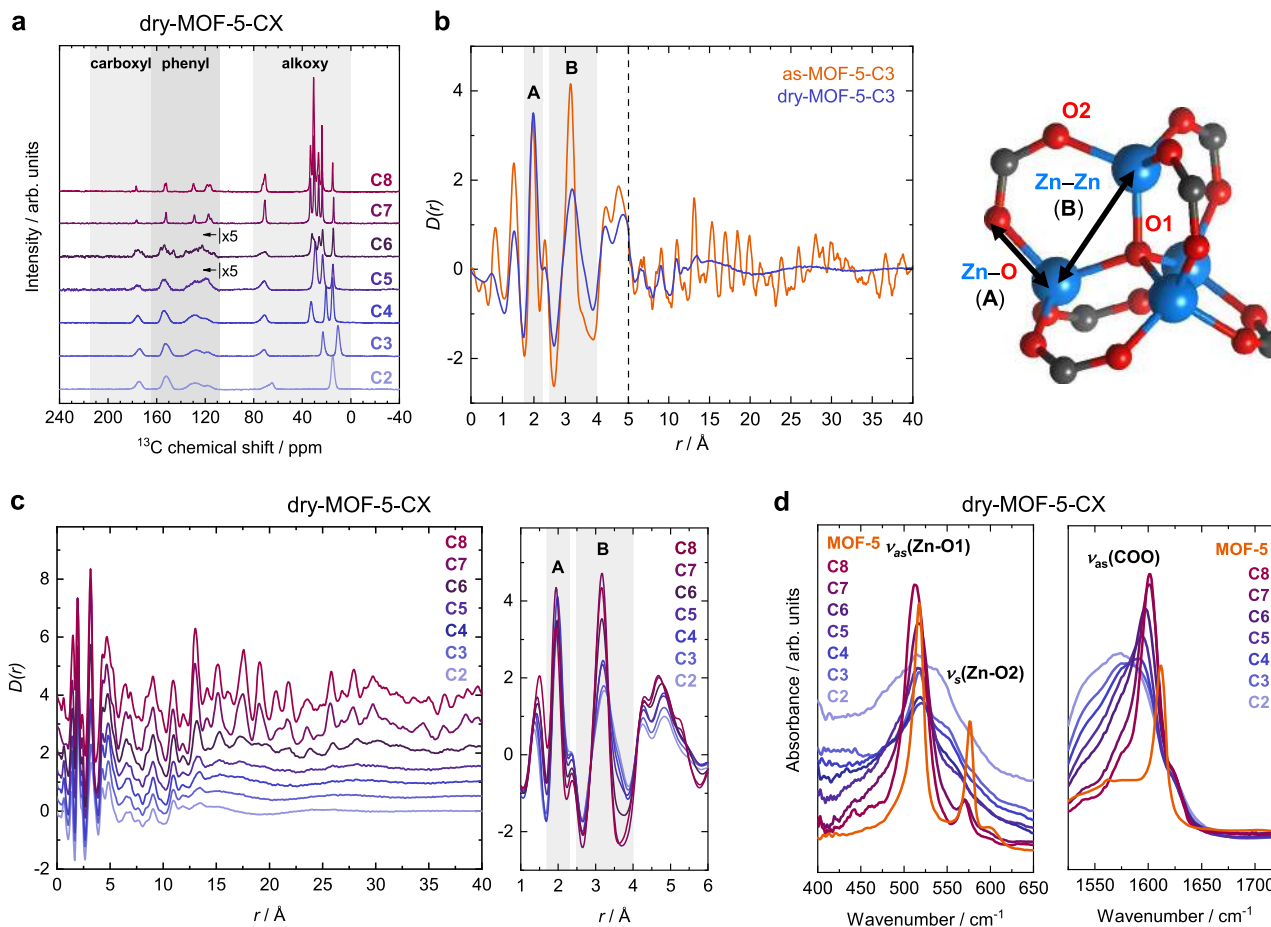 a
dry-MOF-5-CX
carboxyl
phenyl
alkoxy
C8
C7
C6
x5
C5
x5
C4
C3
C2
Intensity / arb. units
240
200
160
120
80
40
0
-40
¹³C chemical shift / ppm
b
A
B
as-MOF-5-C3
dry-MOF-5-C3
D(r)
4
2
0
-2
0
1
2
3
4
5
10
15
20
25
30
35
40
r / Å
O2
Zn–Zn
(B)
O1
Zn–O
(A)
c
dry-MOF-5-CX
C8
C7
C6
C5
C4
C3
C2
D(r)
8
6
4
2
0
-2
0
5
10
15
20
25
30
35
40
r / Å
A
B
C8
C7
C6
C5
C4
C3
C2
4
2
0
-2
1
2
3
4
5
6
r / Å
d
dry-MOF-5-CX
MOF-5
νas(Zn-O1)
C8
C7
C6
C5
C4
C3
C2
νs(Zn-O2)
Absorbance / arb. units
400
450
500
550
600
650
Wavenumber / cm⁻¹
νas(COO)
MOF-5
C8
C7
C6
C5
C4
C3
C2
1550
1600
1650
1700
Wavenumber / cm⁻¹